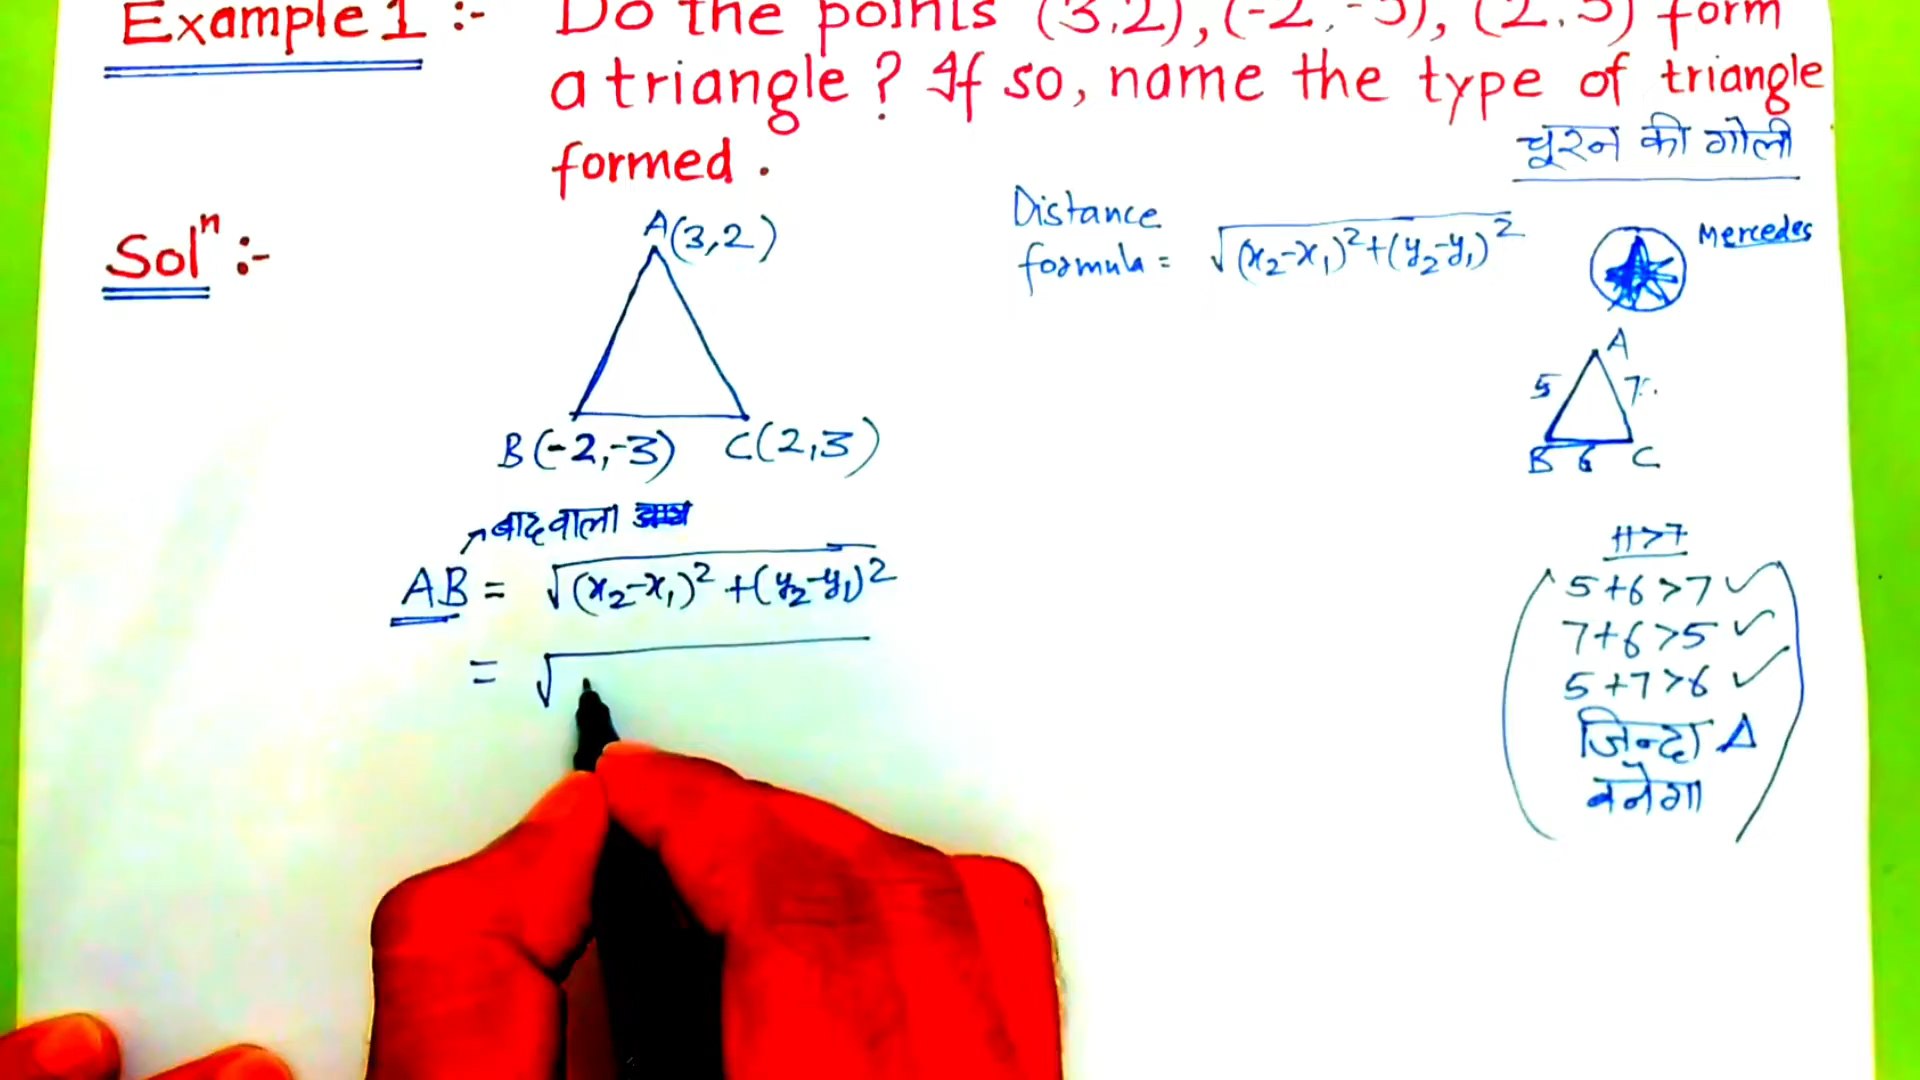 Example 1 :- Do the points (3,2), (-2,-3), (2,3) form
a triangle ? If so, name the type of triangle
formed .
चूरन की गोली
Solⁿ :-
A(3,2)
B(-2,-3) C(2,3)
Distance
formula = √(x₂-x₁)²+(y₂-y₁)²
Mercedes
A
5 7
B 6 C
बादवाला
AB = √(x₂-x₁)²+(y₂-y₁)²
= √
11>7
5+6>7 ✓
7+6>5 ✓
5+7>6 ✓
जिन्दा Δ
बनेगा